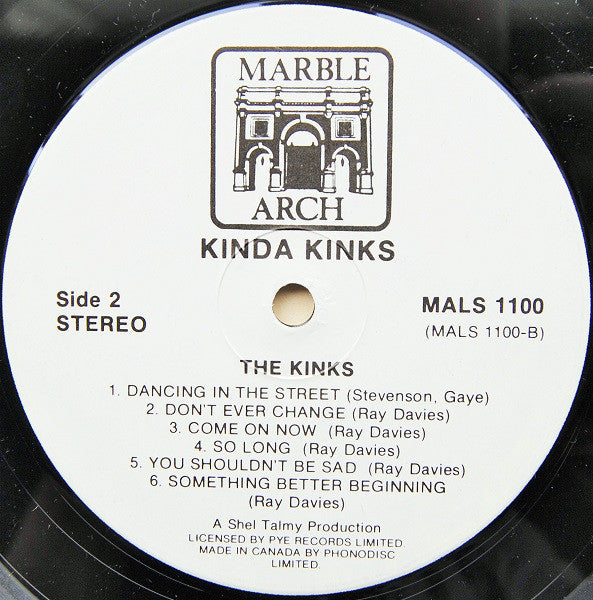 MARBLE
ARCH
KINDA KINKS
Side 2
STEREO
MALS 1100
(MALS 1100-B)
THE KINKS
1. DANCING IN THE STREET (Stevenson, Gaye)
2. DON'T EVER CHANGE (Ray Davies)
3. COME ON NOW (Ray Davies)
4. SO LONG (Ray Davies)
5. YOU SHOULDN'T BE SAD (Ray Davies)
6. SOMETHING BETTER BEGINNING
(Ray Davies)
A Shel Talmy Production
LICENSED BY PYE RECORDS LIMITED
MADE IN CANADA BY PHONODISC
LIMITED.